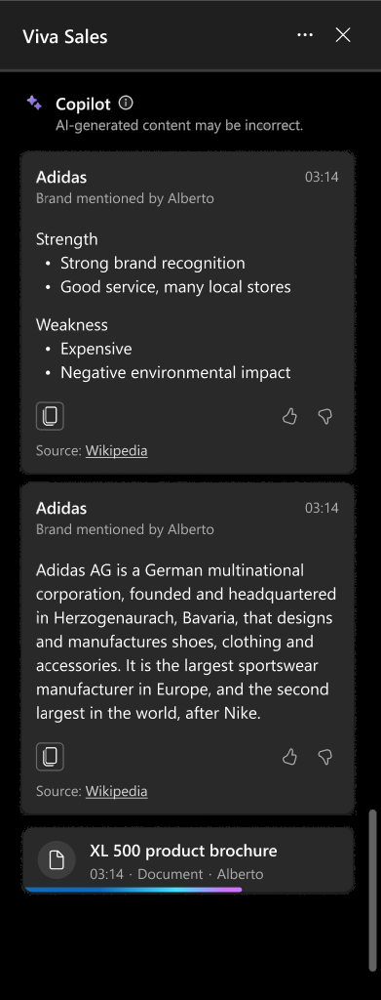 Viva Sales
Copilot
AI-generated content may be incorrect.
Adidas 03:14
Brand mentioned by Alberto
Strength
• Strong brand recognition
• Good service, many local stores
Weakness
• Expensive
• Negative environmental impact
Source: Wikipedia
Adidas 03:14
Brand mentioned by Alberto
Adidas AG is a German multinational
corporation, founded and headquartered
in Herzogenaurach, Bavaria, that designs
and manufactures shoes, clothing and
accessories. It is the largest sportswear
manufacturer in Europe, and the second
largest in the world, after Nike.
Source: Wikipedia
XL 500 product brochure
03:14 · Document · Alberto